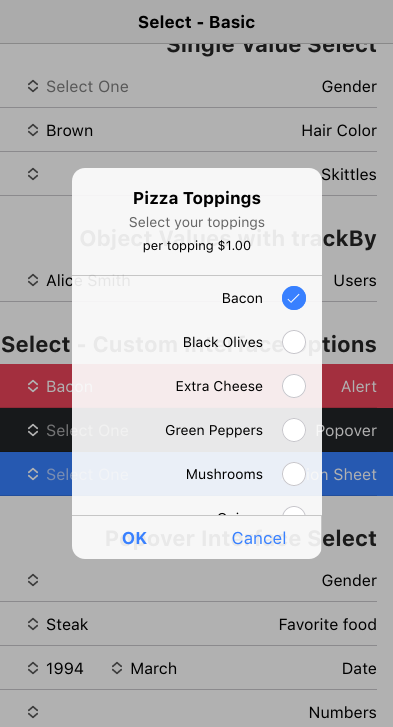 Select - Basic
Single Value Select
Select One Gender
Brown Hair Color
Skittles
Object Values with trackBy
Alice Smith Users
Select - Custom Interface Options
Bacon Alert
Select One Popover
Select One Sheet
Pizza Toppings
Select your toppings
per topping $1.00
Bacon
Black Olives
Extra Cheese
Green Peppers
Mushrooms
OK Cancel
Popover Interface Select
Gender
Steak Favorite food
1994 March Date
Numbers